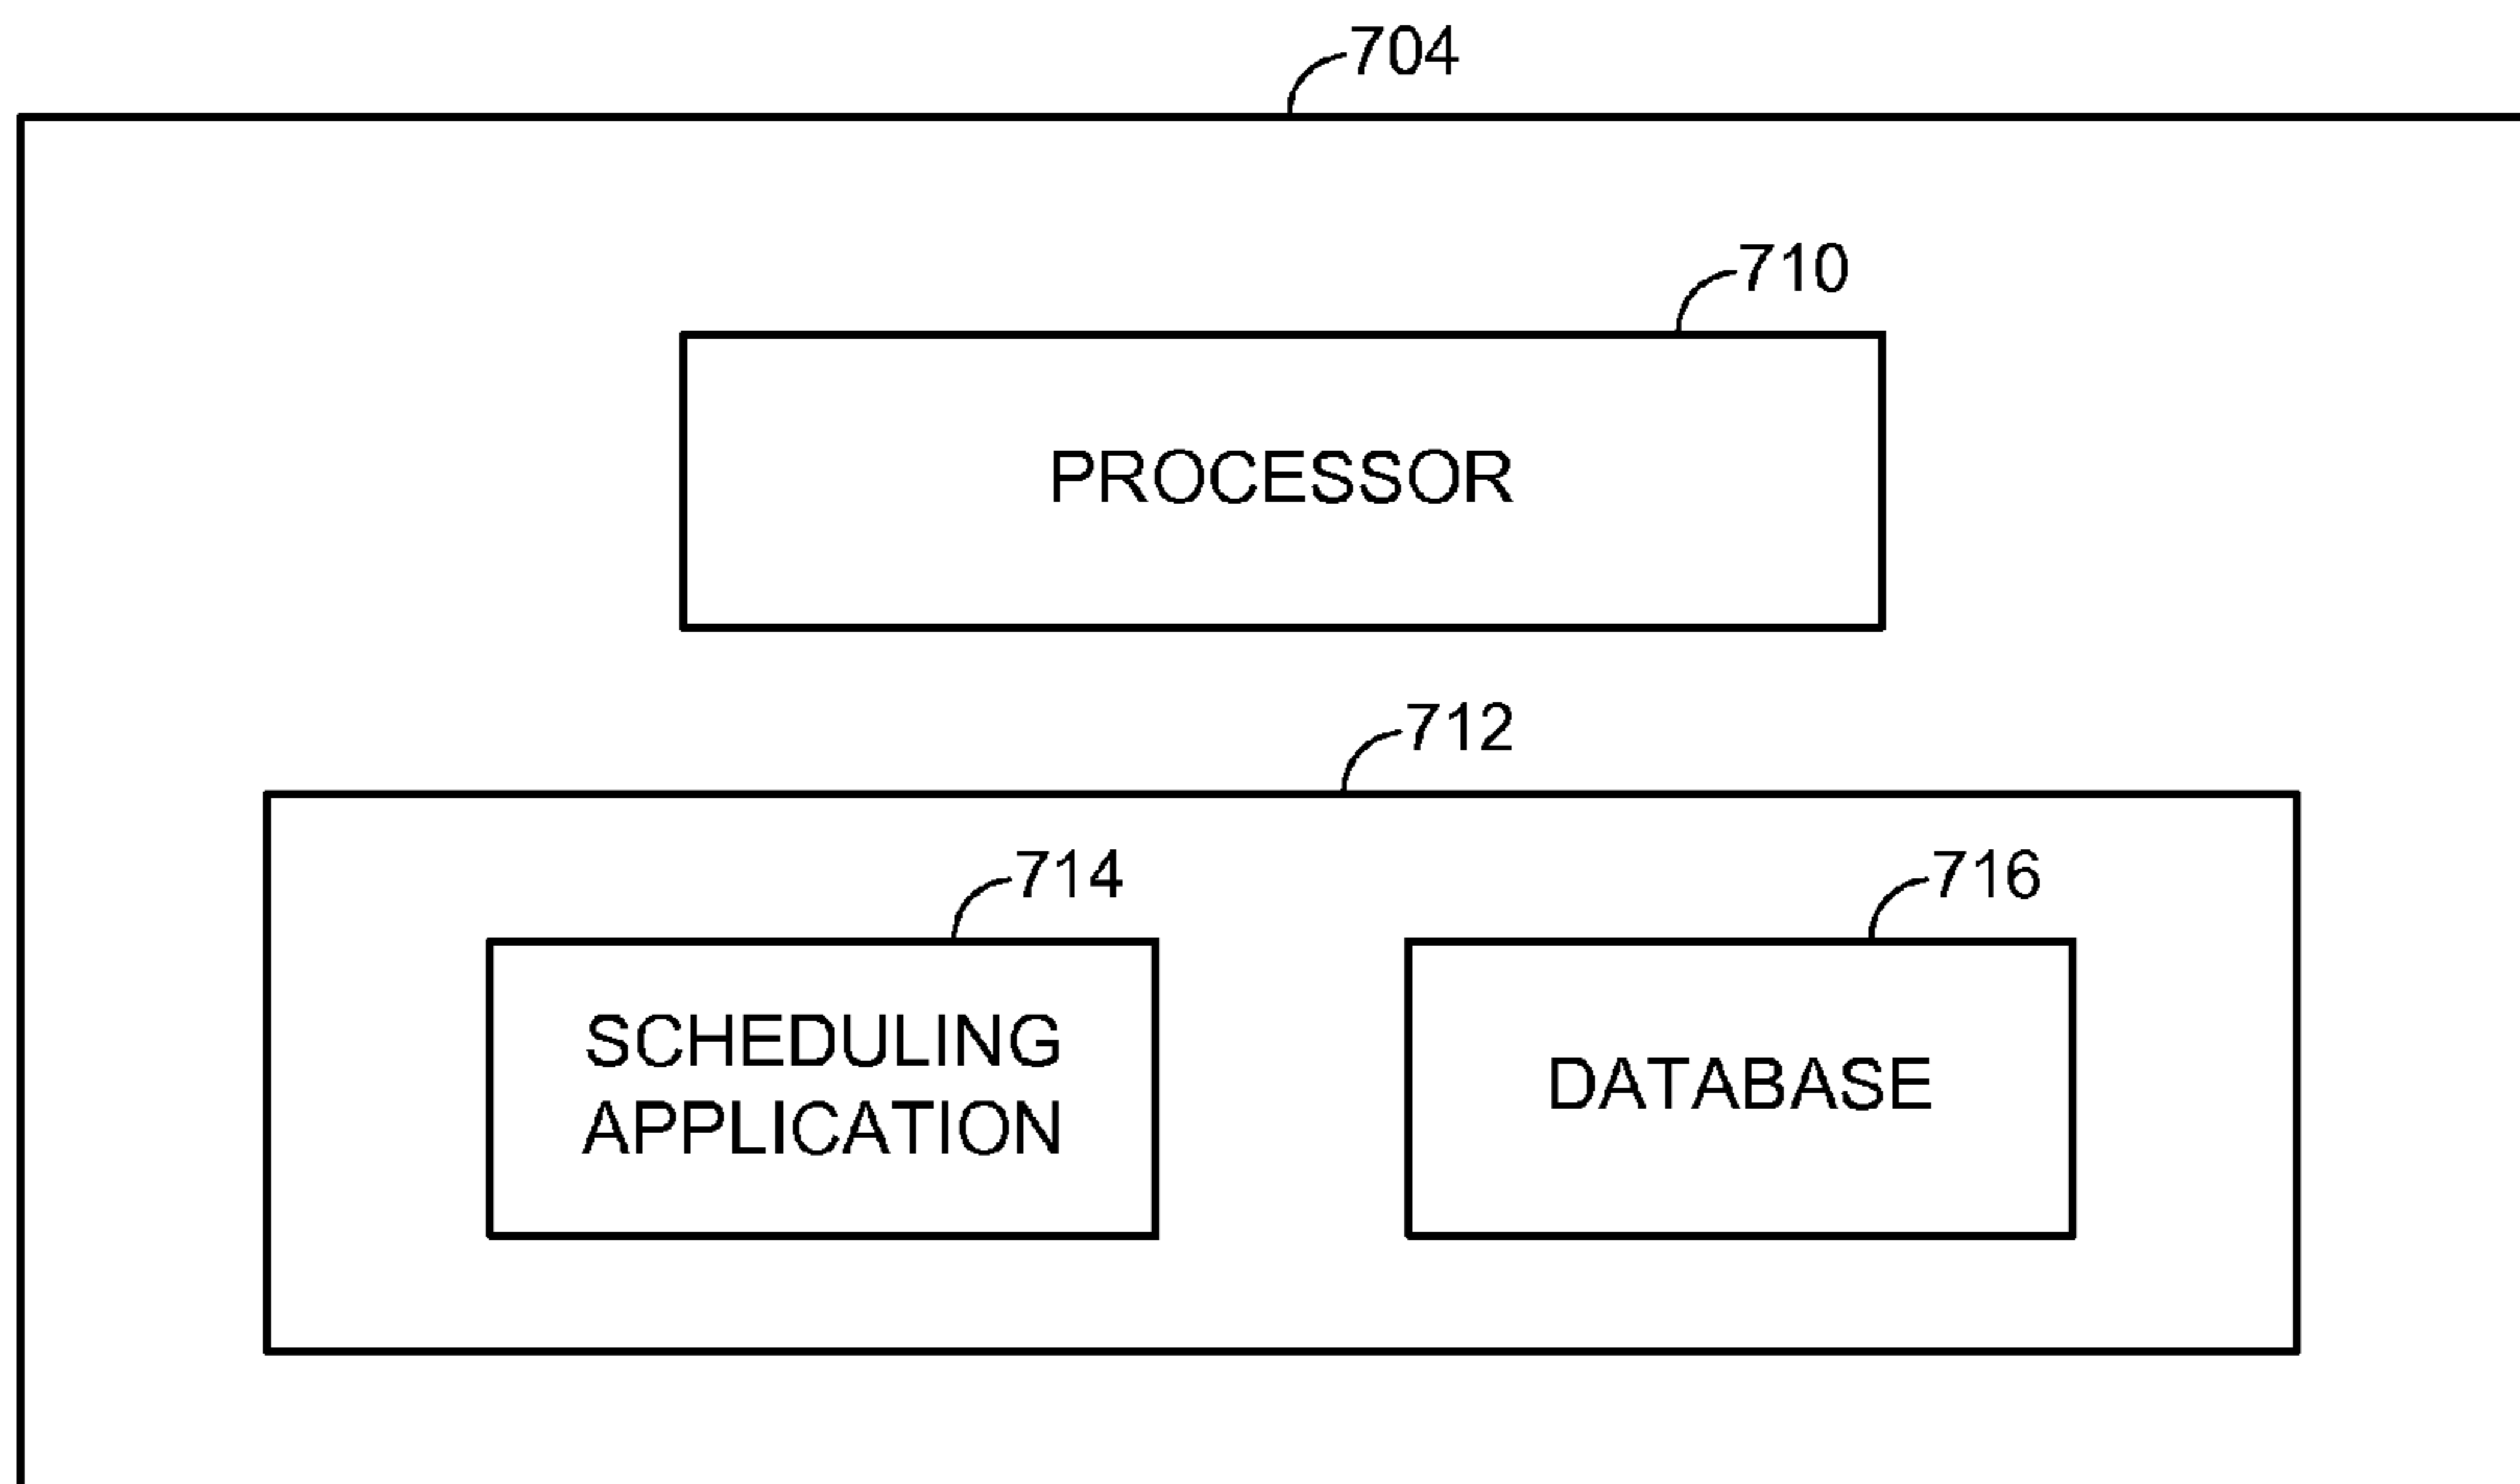 704
710
PROCESSOR
712
714
716
SCHEDULING
APPLICATION
DATABASE